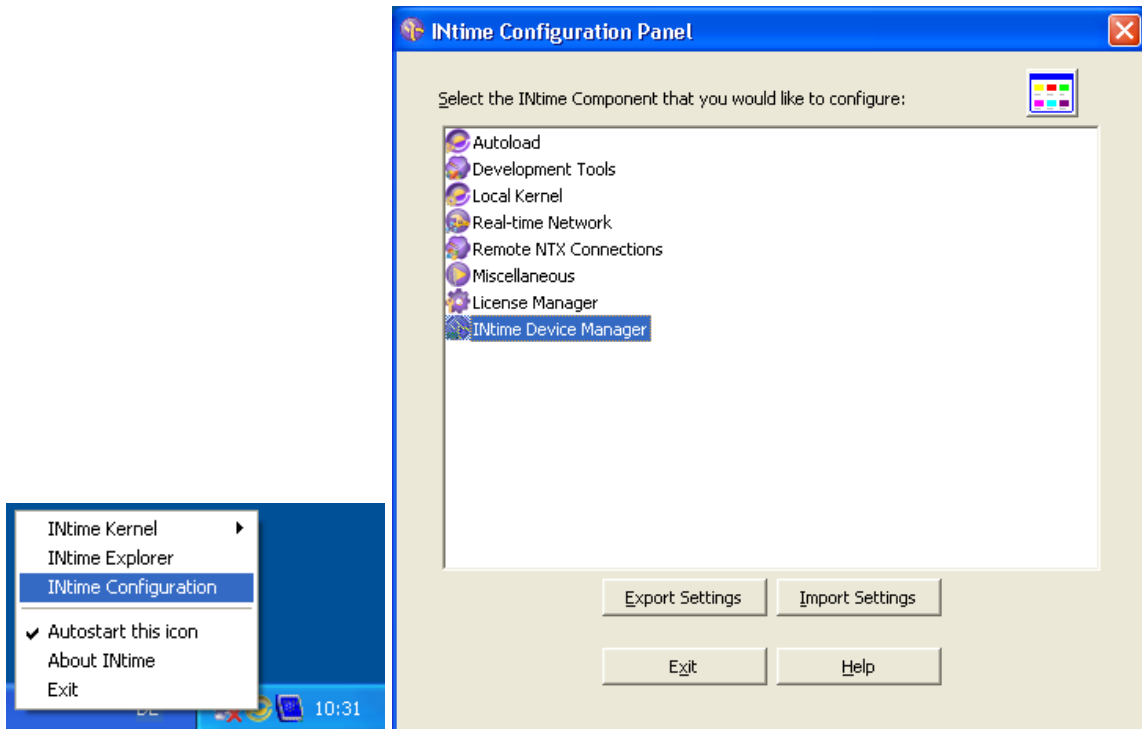 INtime Kernel
INtime Explorer
INtime Configuration
Autostart this icon
About INtime
Exit
10:31
INtime Configuration Panel
Select the INtime Component that you would like to configure:
Autoload
Development Tools
Local Kernel
Real-time Network
Remote NTX Connections
Miscellaneous
License Manager
INtime Device Manager
Export Settings
Import Settings
Exit
Help